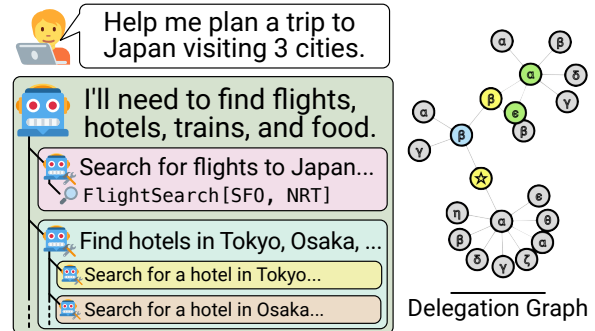 Help me plan a trip to
Japan visiting 3 cities.
I'll need to find flights,
hotels, trains, and food.
Search for flights to Japan...
FlightSearch[SFO, NRT]
Find hotels in Tokyo, Osaka, ...
Search for a hotel in Tokyo...
Search for a hotel in Osaka...
α
β
α
δ
β
γ
ε
β
α
β
γ
☆
ε
η
α
θ
β
α
δ
γ
ζ
Delegation Graph